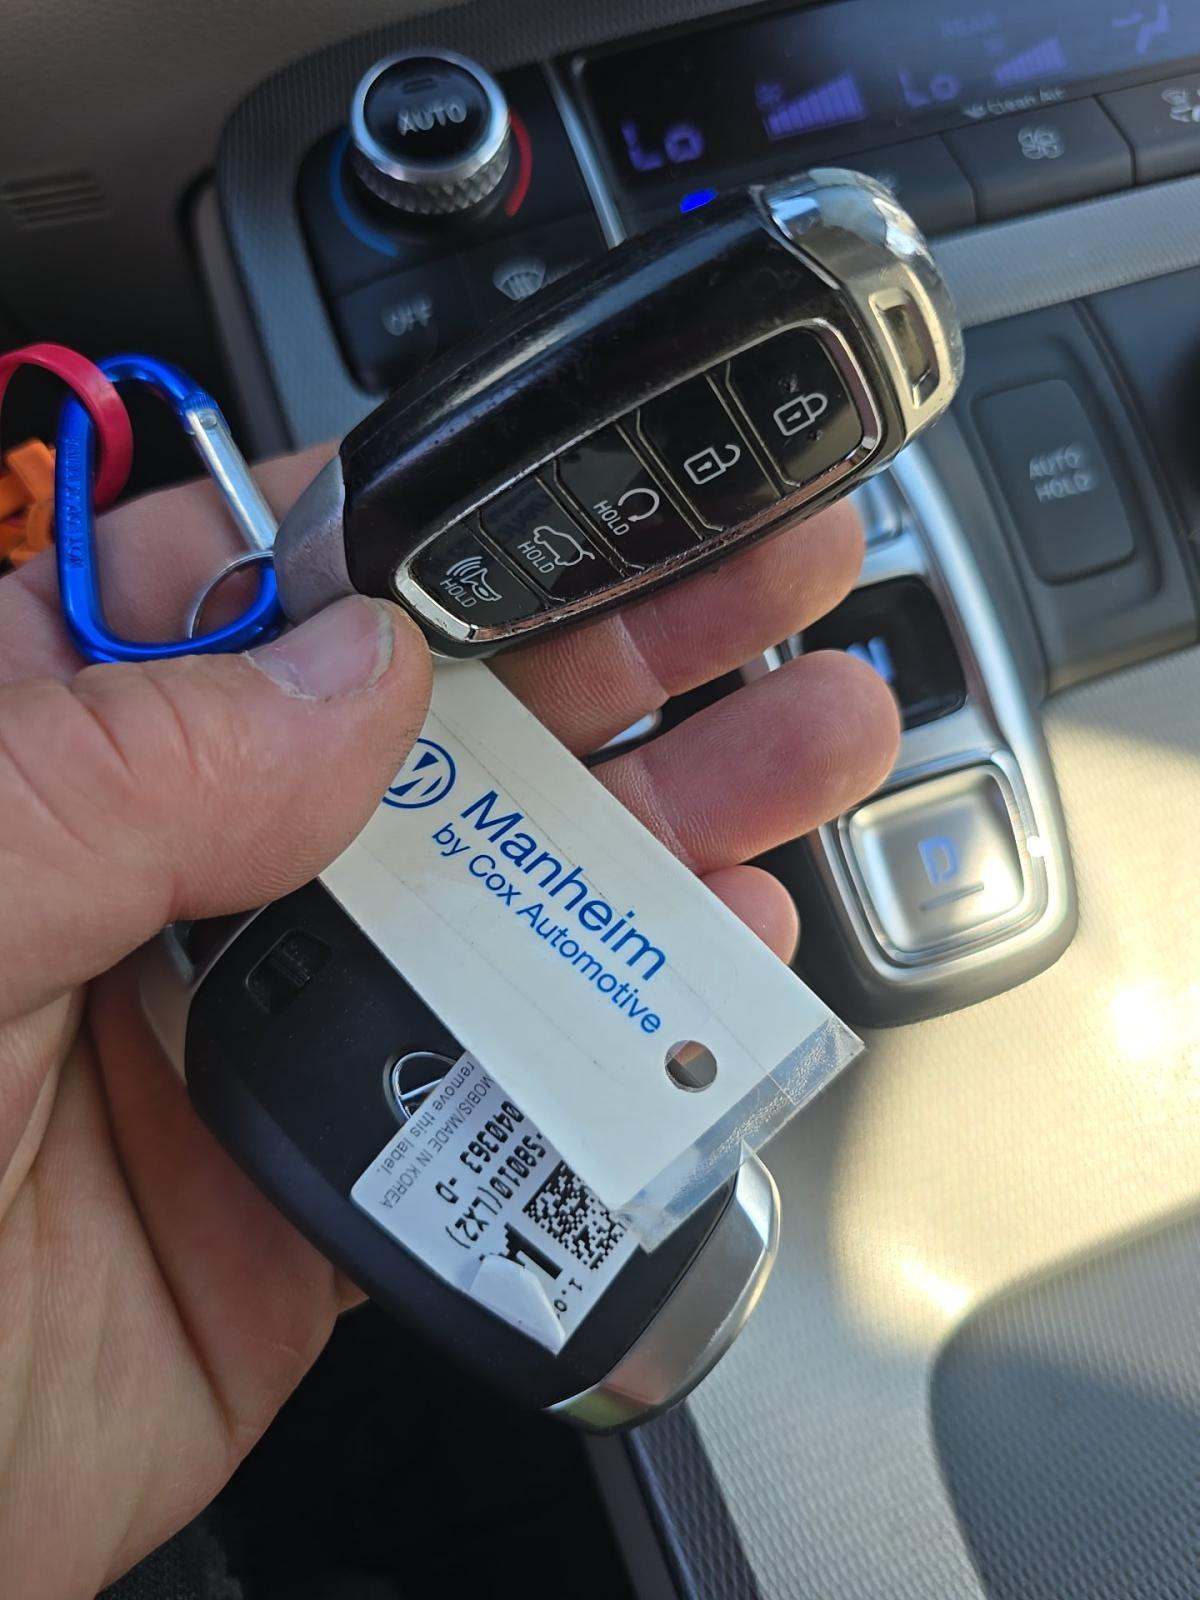 AUTO
Lo
Lo
Clean Air
OFF
AUTO
HOLD
HOLD
HOLD
HOLD
N
D
Manheim
by Cox Automotive
remove this label.
MOBIS/MADE IN KOREA
040363 -D
-S8010(LX2)